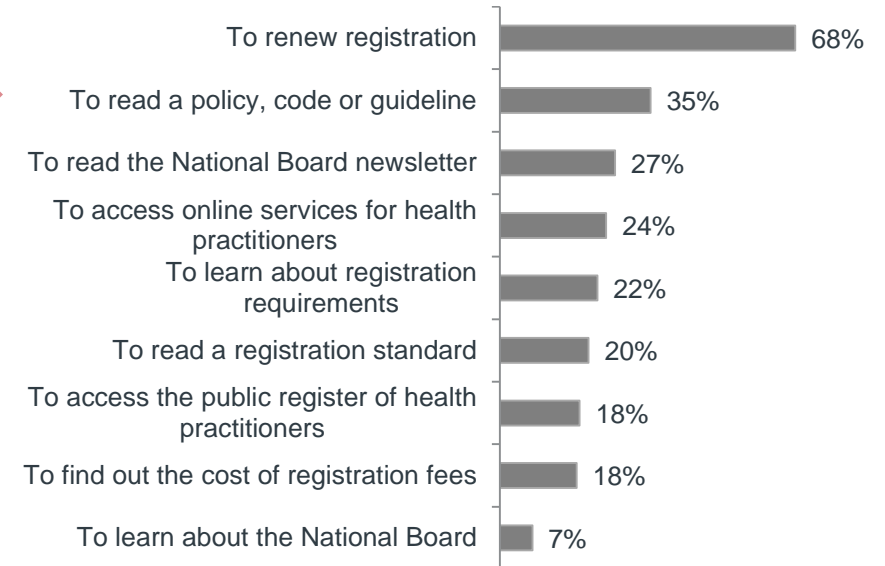 To renew registration 68%
To read a policy, code or guideline 35%
To read the National Board newsletter 27%
To access online services for health
practitioners 24%
To learn about registration
requirements 22%
To read a registration standard 20%
To access the public register of health
practitioners 18%
To find out the cost of registration fees 18%
To learn about the National Board 7%